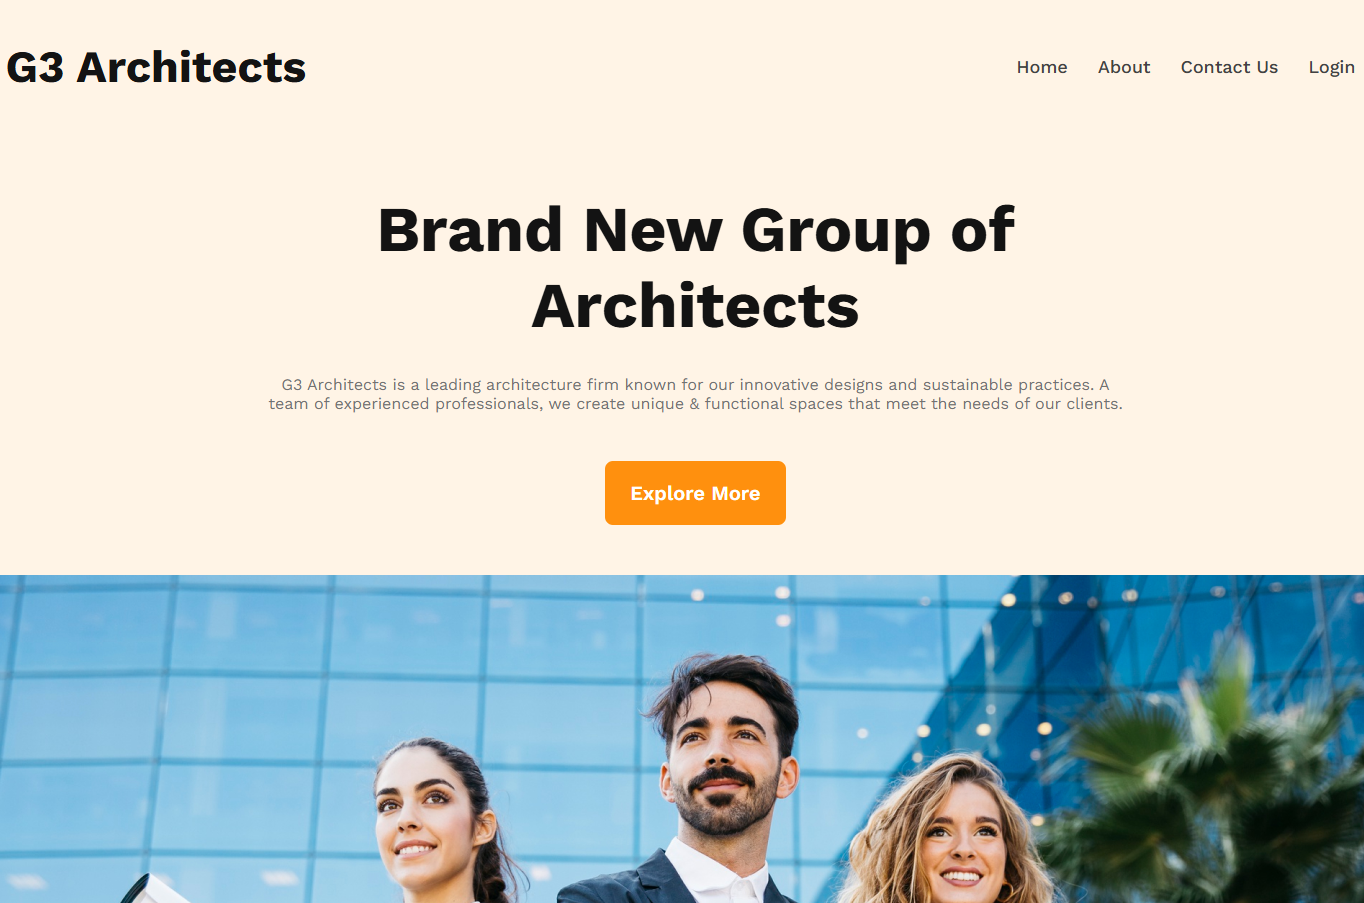 G3 Architects
Home About Contact Us Login
Brand New Group of
Architects
G3 Architects is a leading architecture firm known for our innovative designs and sustainable practices. A
team of experienced professionals, we create unique & functional spaces that meet the needs of our clients.
Explore More